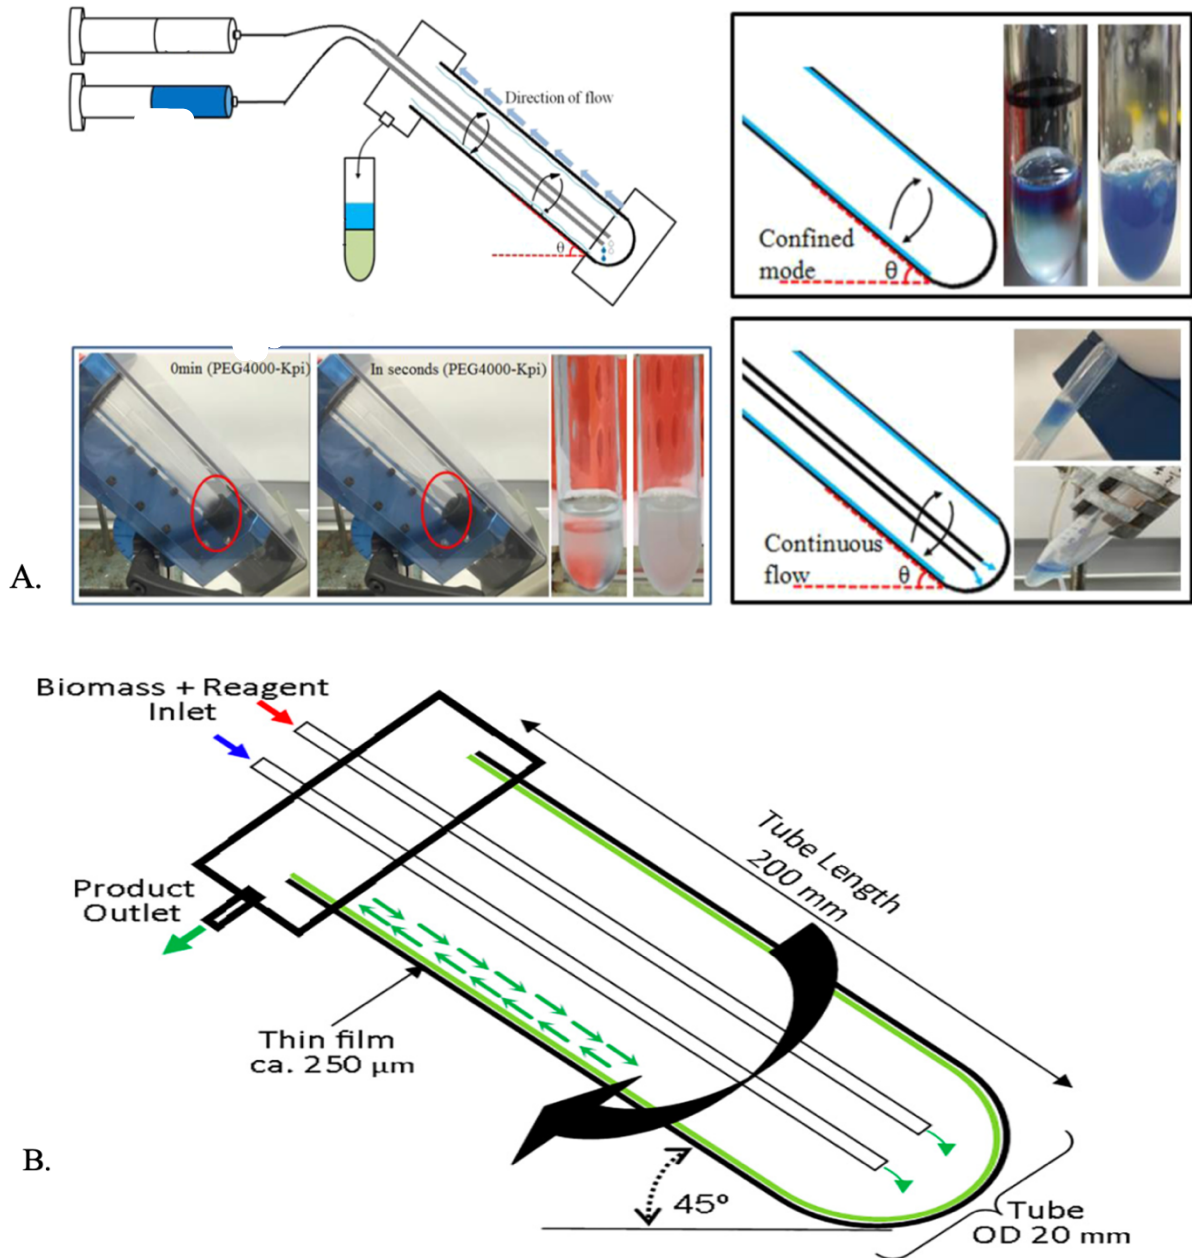 Direction of flow
θ
Confined
mode
θ
0min (PEG4000-Kpi)
In seconds (PEG4000-Kpi)
Continuous
flow
θ
A.
Biomass + Reagent
Inlet
Product
Outlet
Tube Length
200 mm
Thin film
ca. 250 μm
45º
Tube
OD 20 mm
B.